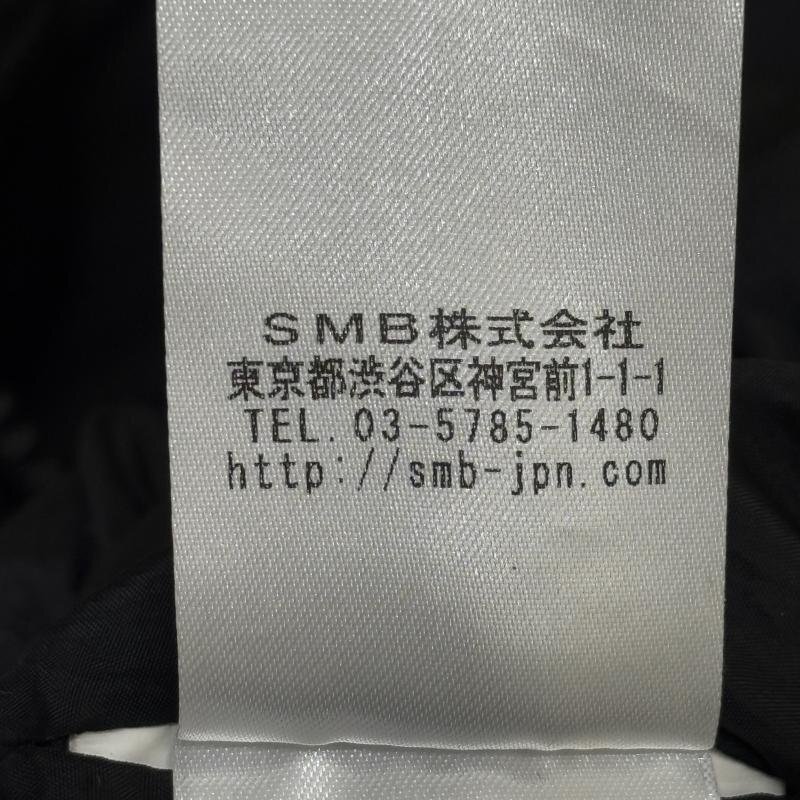 SMB株式会社
東京都渋谷区神宮前1-1-1
TEL. 03-5785-1480
http://smb-jpn.com